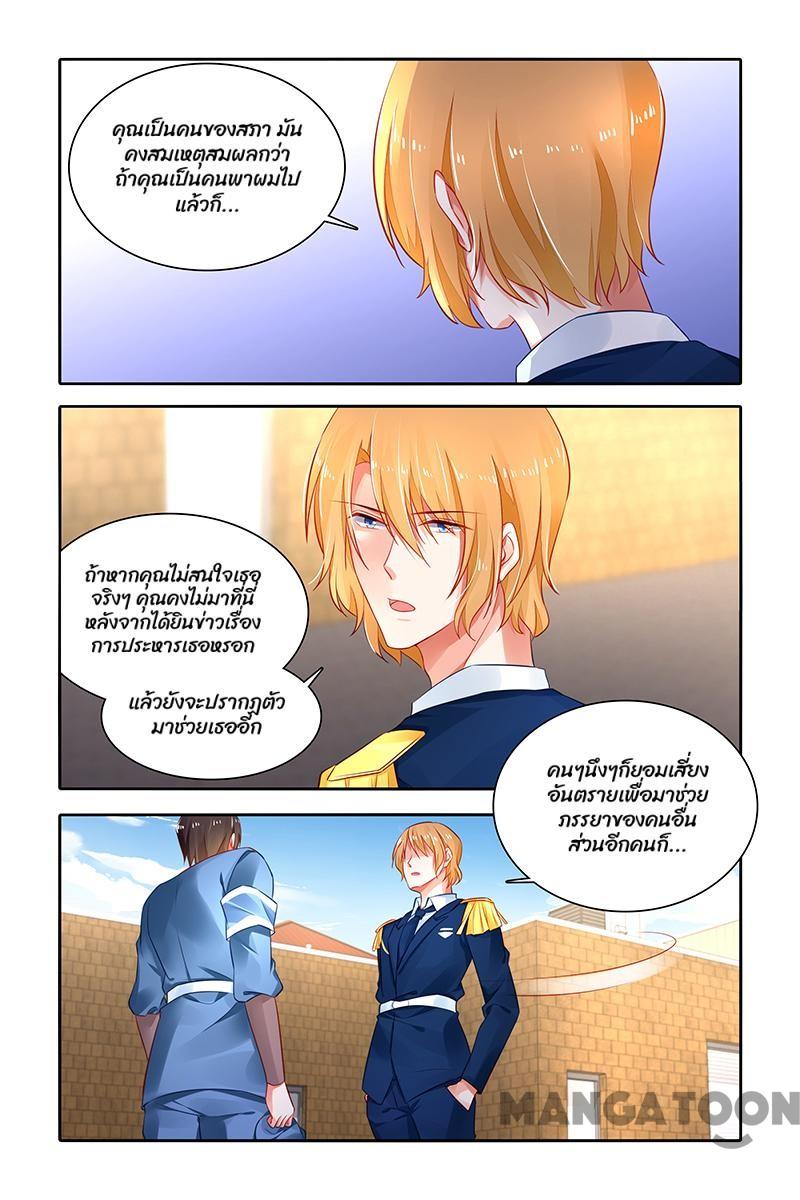 คุณเป็นคนของสภา มัน
คงสมเหตุสมผลกว่า
ถ้าคุณเป็นคนพาผมไป
แล้วก็...
ถ้าหากคุณไม่สนใจเธอ
จริงๆ คุณคงไม่มาที่นี่
หลังจากได้ยินข่าวเรื่อง
การประหารเธอหรอก
แล้วยังจะปรากฏตัว
มาช่วยเธออีก
คนๆนึงๆก็ยอมเสี่ยง
อันตรายเพื่อมาช่วย
ภรรยาของคนอื่น
ส่วนอีกคนก็...
MANGATOON